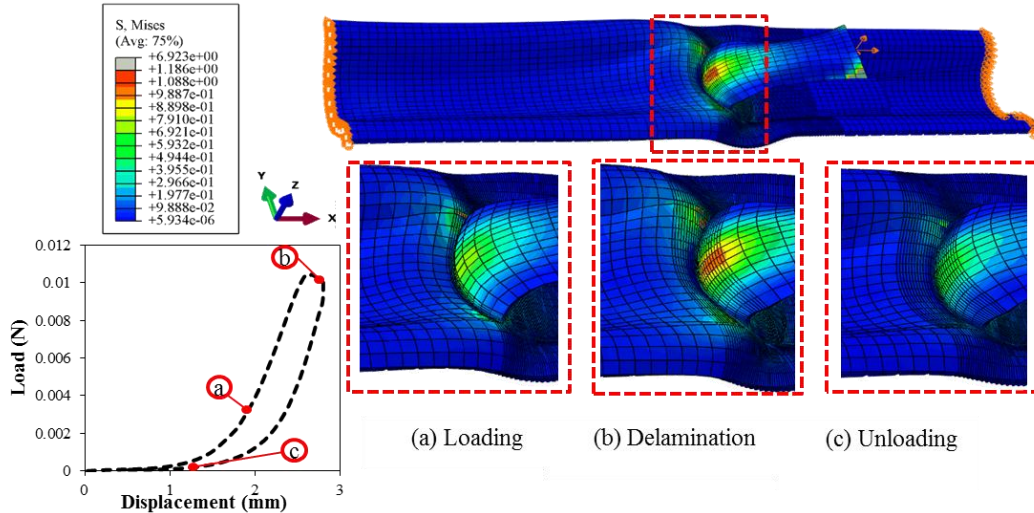 S, Mises
(Avg: 75%)
+6.923e+00
+1.186e+00
+1.088e+00
+9.887e-01
+8.898e-01
+7.910e-01
+6.921e-01
+5.932e-01
+4.944e-01
+3.955e-01
+2.966e-01
+1.977e-01
+9.888e-02
+5.934e-06
Y
Z
X
0.012
0.01
0.008
0.006
0.004
0.002
0
Load (N)
b
a
c
0
1
2
3
Displacement (mm)
(a) Loading
(b) Delamination
(c) Unloading